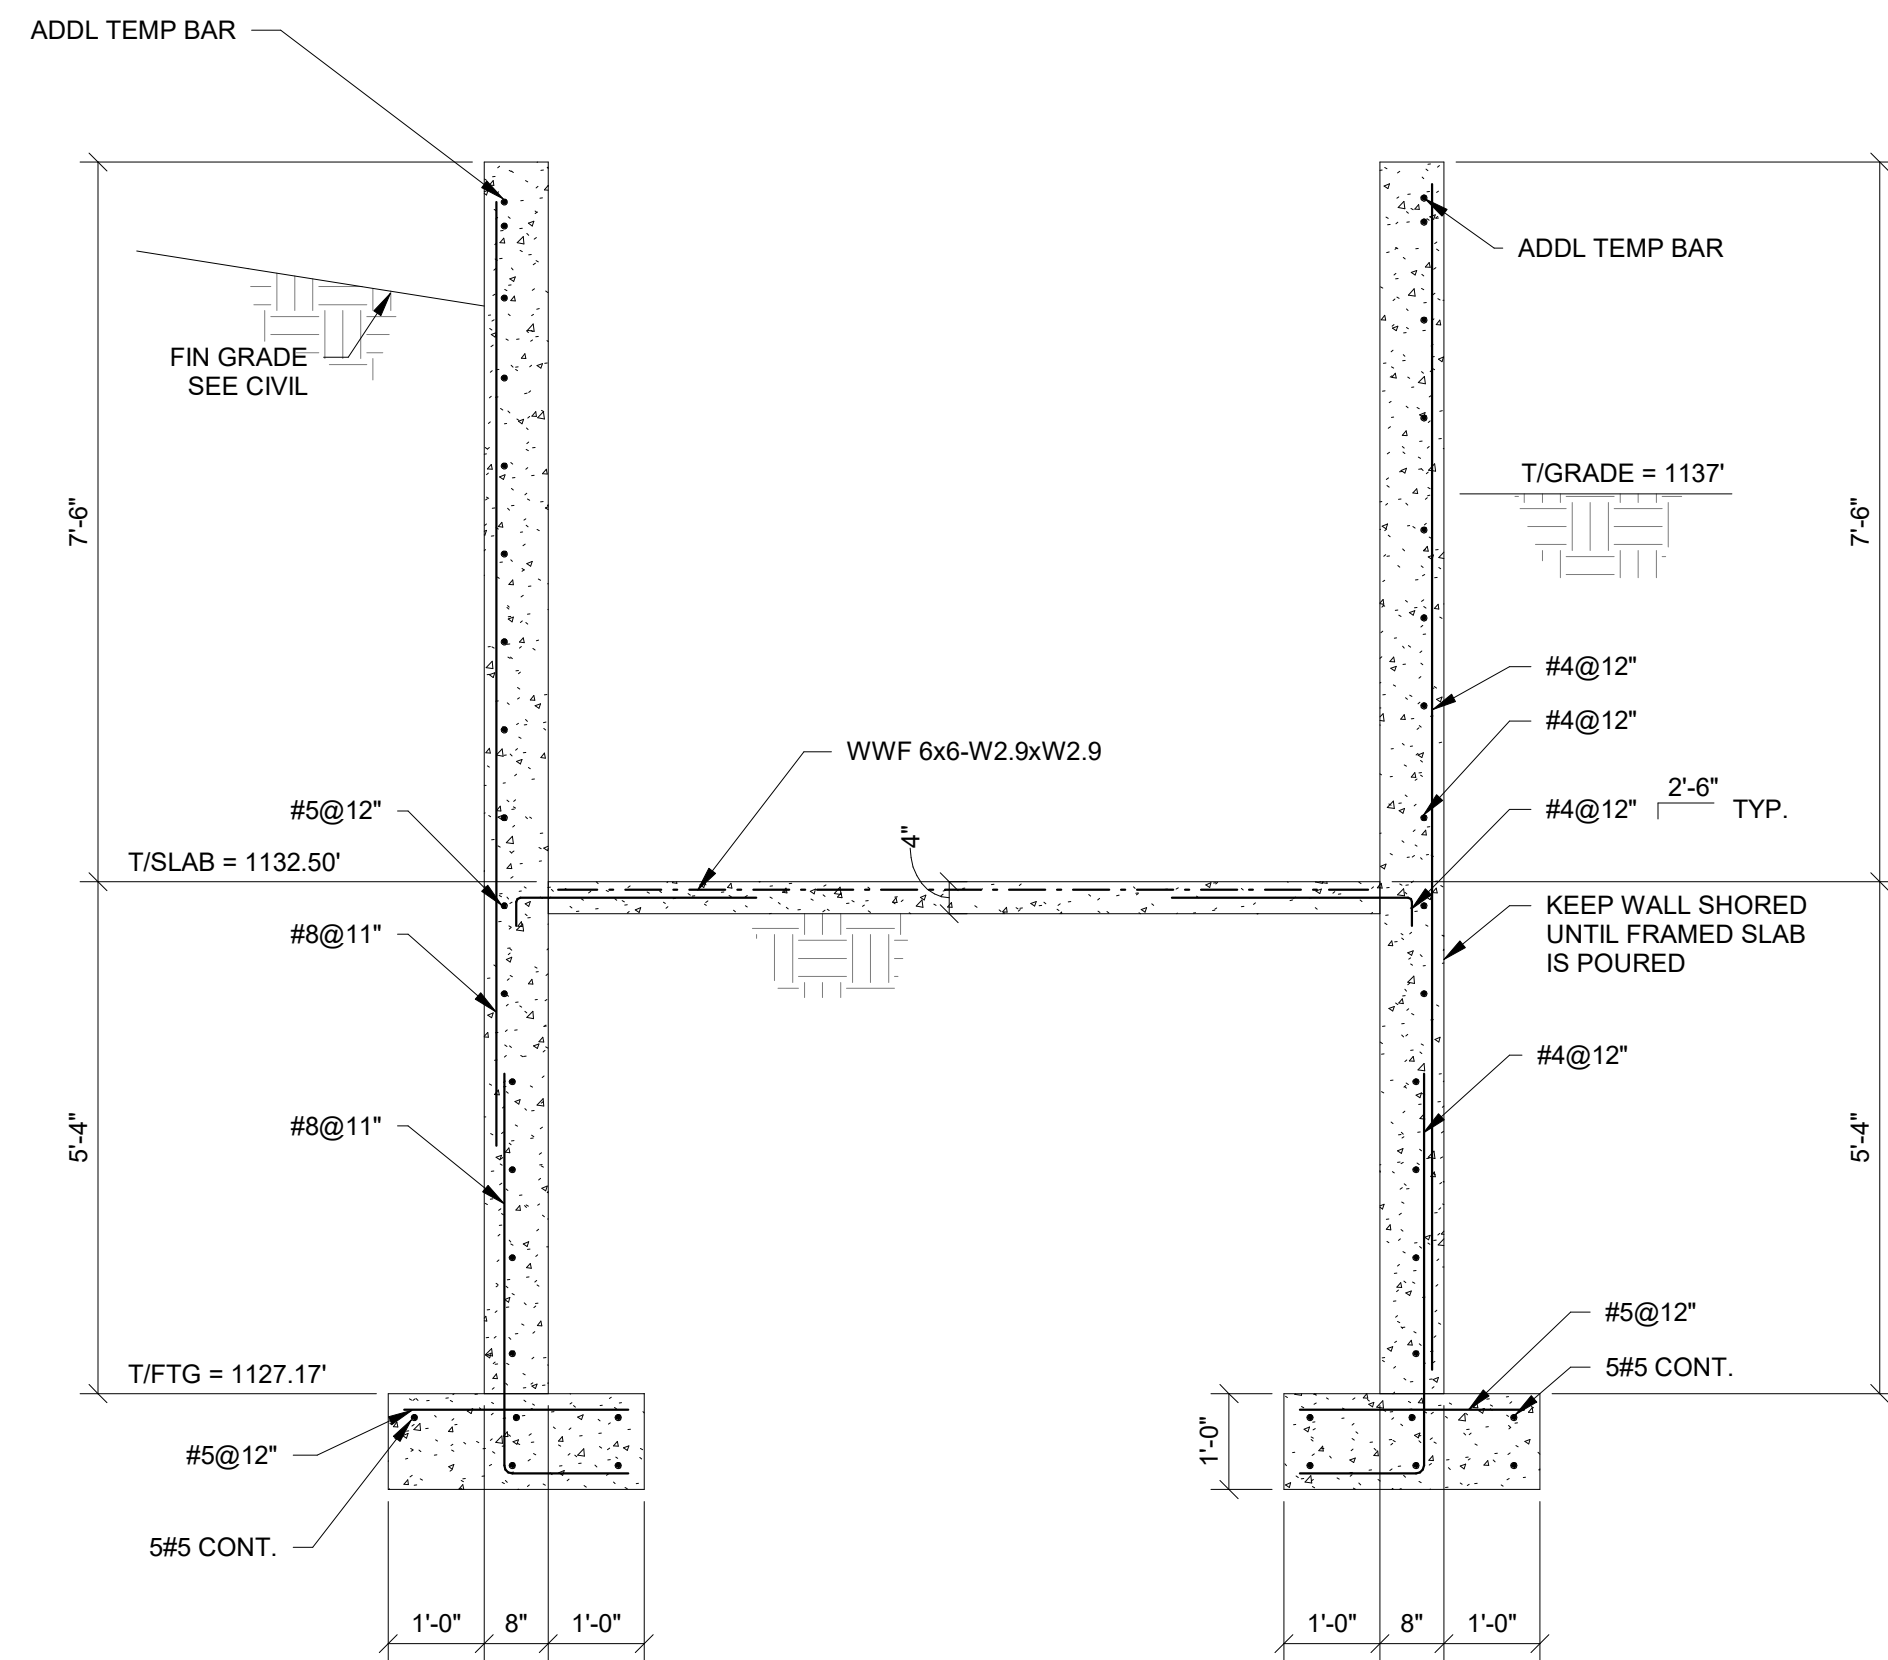 ADDL TEMP BAR
ADDL TEMP BAR
FIN GRADE
SEE CIVIL
T/GRADE = 1137'
7'-6"
7'-6"
#4@12"
#4@12"
WWF 6x6-W2.9xW2.9
2'-6"
#5@12"
#4@12"
TYP.
4"
T/SLAB = 1132.50'
#8@11"
KEEP WALL SHORED
UNTIL FRAMED SLAB
IS POURED
#4@12"
#8@11"
5'-4"
5'-4"
#5@12"
T/FTG = 1127.17'
5#5 CONT.
#5@12"
1'-0"
5#5 CONT.
1'-0"
8"
1'-0"
1'-0"
8"
1'-0"